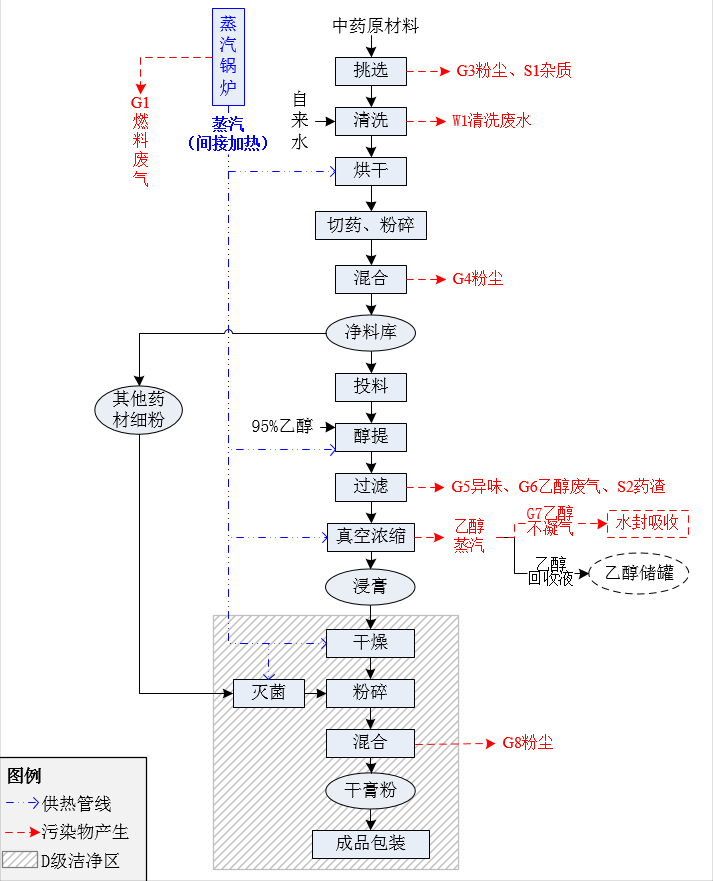 中药原材料
蒸
汽
锅
炉
挑选
G3粉尘、S1杂质
G1
燃
料
废
气
蒸汽
（间接加热）
自
来
水
清洗
W1清洗废水
烘干
切药、粉碎
混合
G4粉尘
净料库
其他药
材细粉
投料
95%乙醇
醇提
过滤
G5异味、G6乙醇废气、S2药渣
真空浓缩
乙醇
蒸汽
G7乙醇
不凝气
水封吸收
乙醇
回收液
乙醇储罐
浸膏
干燥
灭菌
粉碎
混合
G8粉尘
干膏粉
成品包装
图例
供热管线
污染物产生
D级洁净区